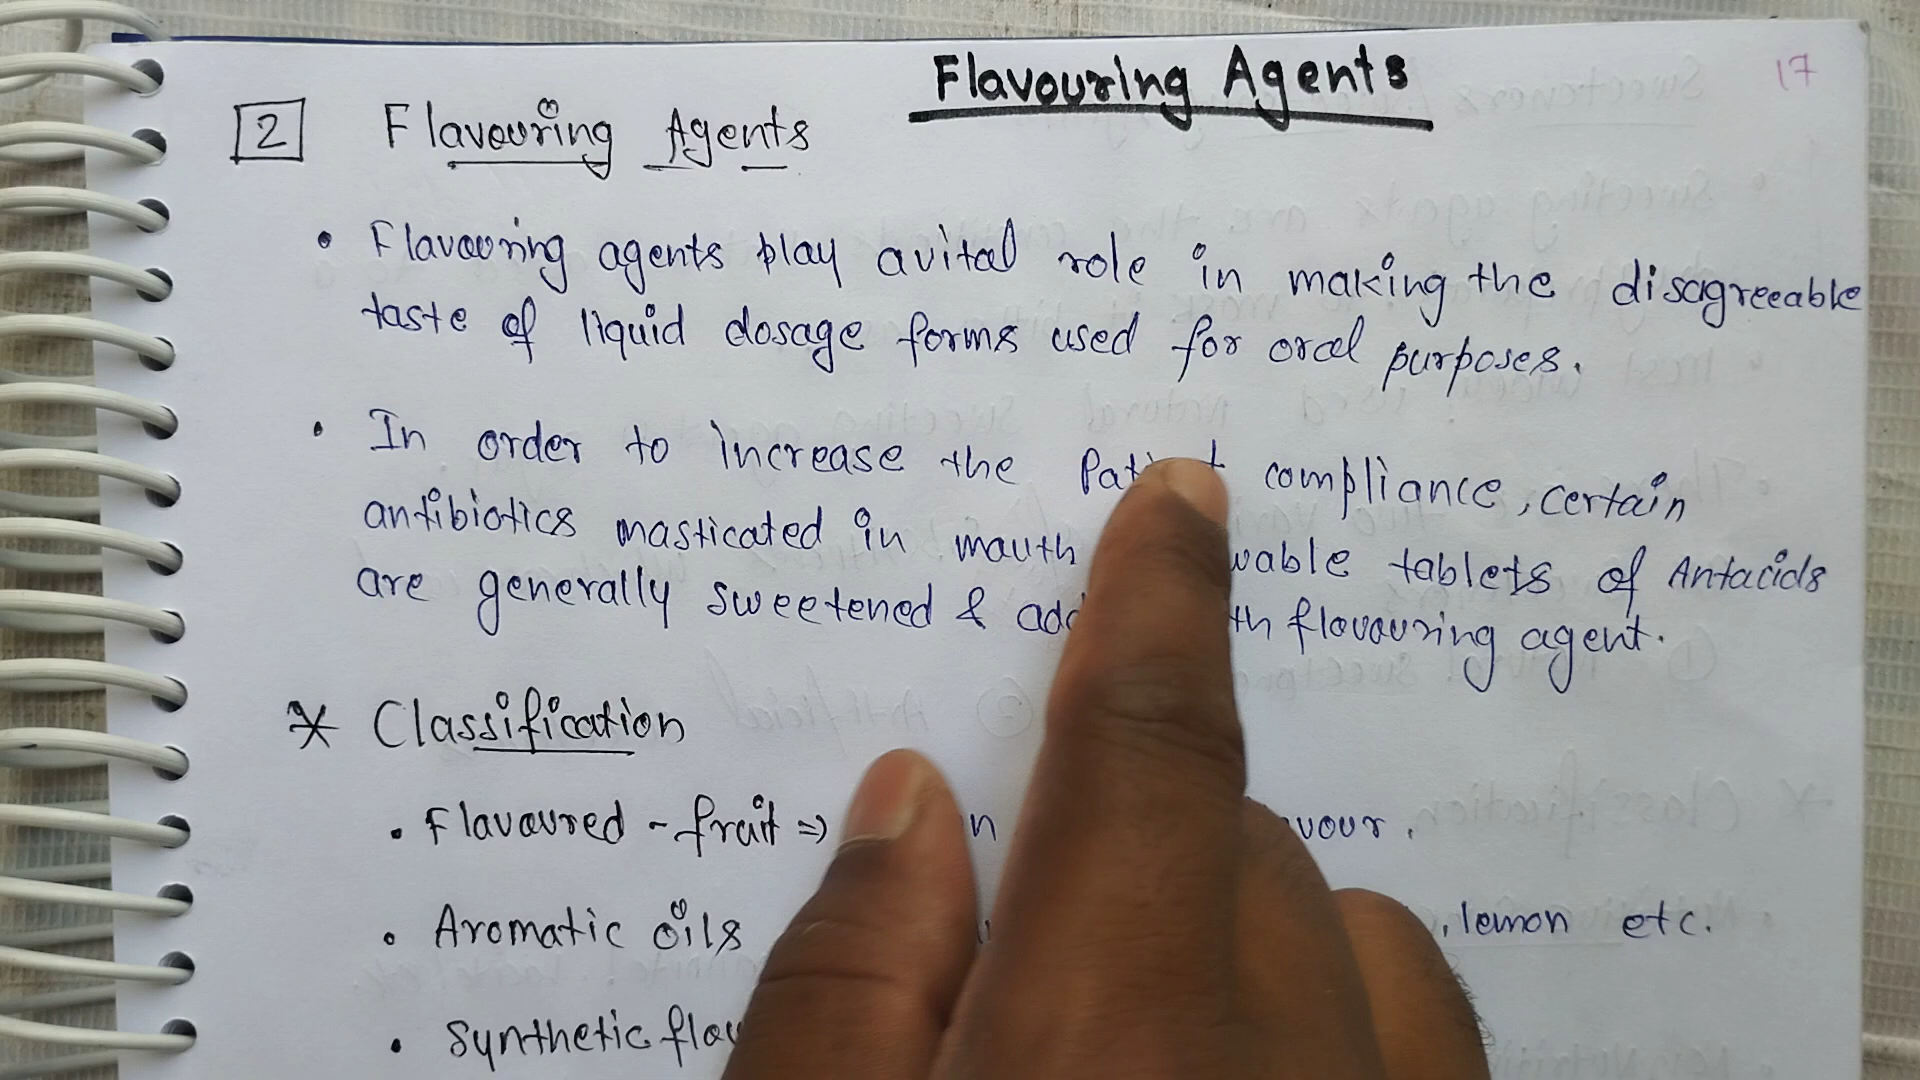 Flavouring Agents
17
2 Flavouring Agents
• Flavouring agents play a vital role in making the disagreeable
taste of liquid dosage forms used for oral purposes.
• In order to increase the compliance, certain
antibiotics masticated in mouth tablets of Antacids
are generally sweetened & flavouring agent.
* Classification
• Flavoured - fruit ⇒
• Aromatic oils , lemon etc.
• Synthetic